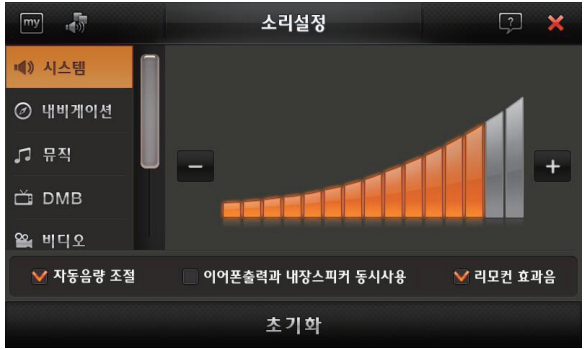 my 소리설정 ?
시스템
내비게이션
뮤직
DMB
비디오
− +
자동음량 조절 이어폰출력과 내장스피커 동시사용 리모컨 효과음
초기화